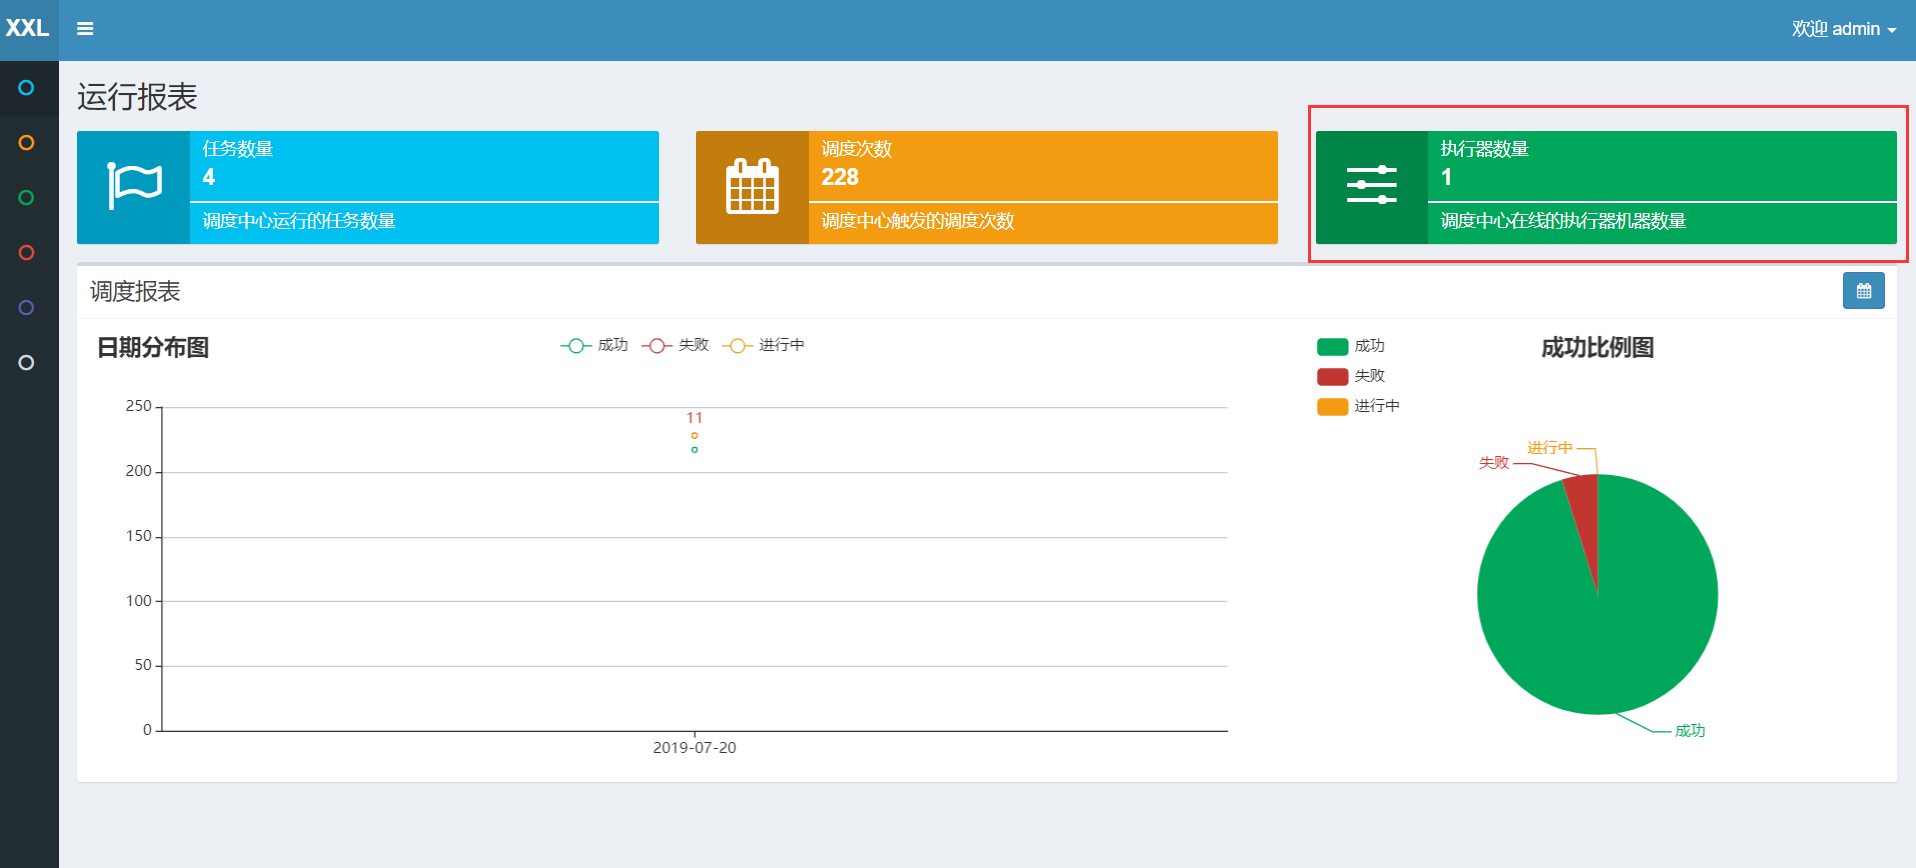 XXL
欢迎 admin
运行报表
任务数量
4
调度中心运行的任务数量
调度次数
228
调度中心触发的调度次数
执行器数量
1
调度中心在线的执行器机器数量
调度报表
日期分布图
成功 失败 进行中
250
200
150
100
50
0
11
2019-07-20
成功
失败
进行中
成功比例图
进行中
失败
成功